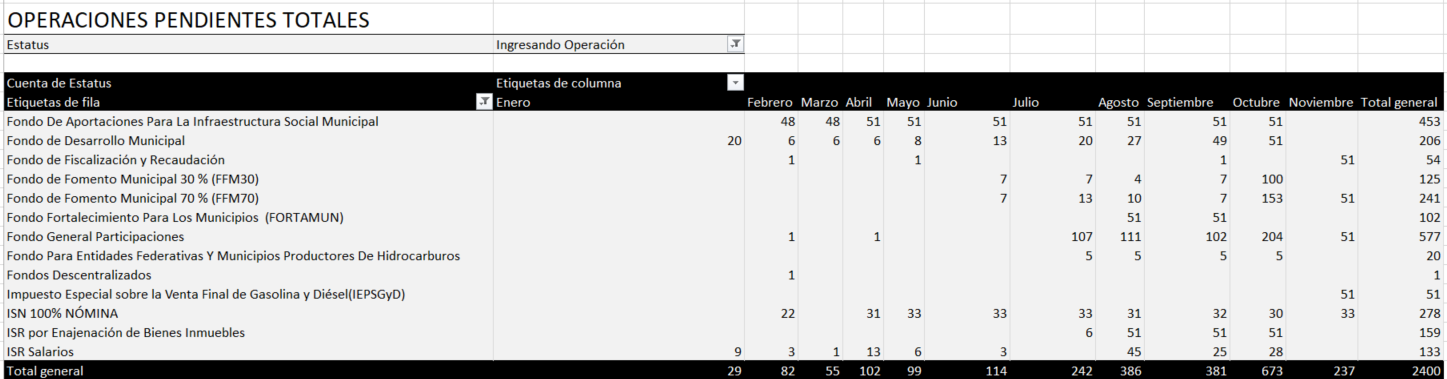 OPERACIONES PENDIENTES TOTALES
Estatus Ingresando Operación
Cuenta de Estatus Etiquetas de columna
Etiquetas de fila Enero Febrero Marzo Abril Mayo Junio Julio Agosto Septiembre Octubre Noviembre Total general
Fondo De Aportaciones Para La Infraestructura Social Municipal 48 48 51 51 51 51 51 51 51 453
Fondo de Desarrollo Municipal 20 6 6 6 8 13 20 27 49 51 206
Fondo de Fiscalización y Recaudación 1 1 1 51 54
Fondo de Fomento Municipal 30 % (FFM30) 7 7 4 7 100 125
Fondo de Fomento Municipal 70 % (FFM70) 7 13 10 7 153 51 241
Fondo Fortalecimiento Para Los Municipios (FORTAMUN) 51 51 102
Fondo General Participaciones 1 1 107 111 102 204 51 577
Fondo Para Entidades Federativas Y Municipios Productores De Hidrocarburos 5 5 5 5 20
Fondos Descentralizados 1 1
Impuesto Especial sobre la Venta Final de Gasolina y Diésel(IEPSGyD) 51 51
ISN 100% NÓMINA 22 31 33 33 33 31 32 30 33 278
ISR por Enajenación de Bienes Inmuebles 6 51 51 51 159
ISR Salarios 9 3 1 13 6 3 45 25 28 133
Total general 29 82 55 102 99 114 242 386 381 673 237 2400